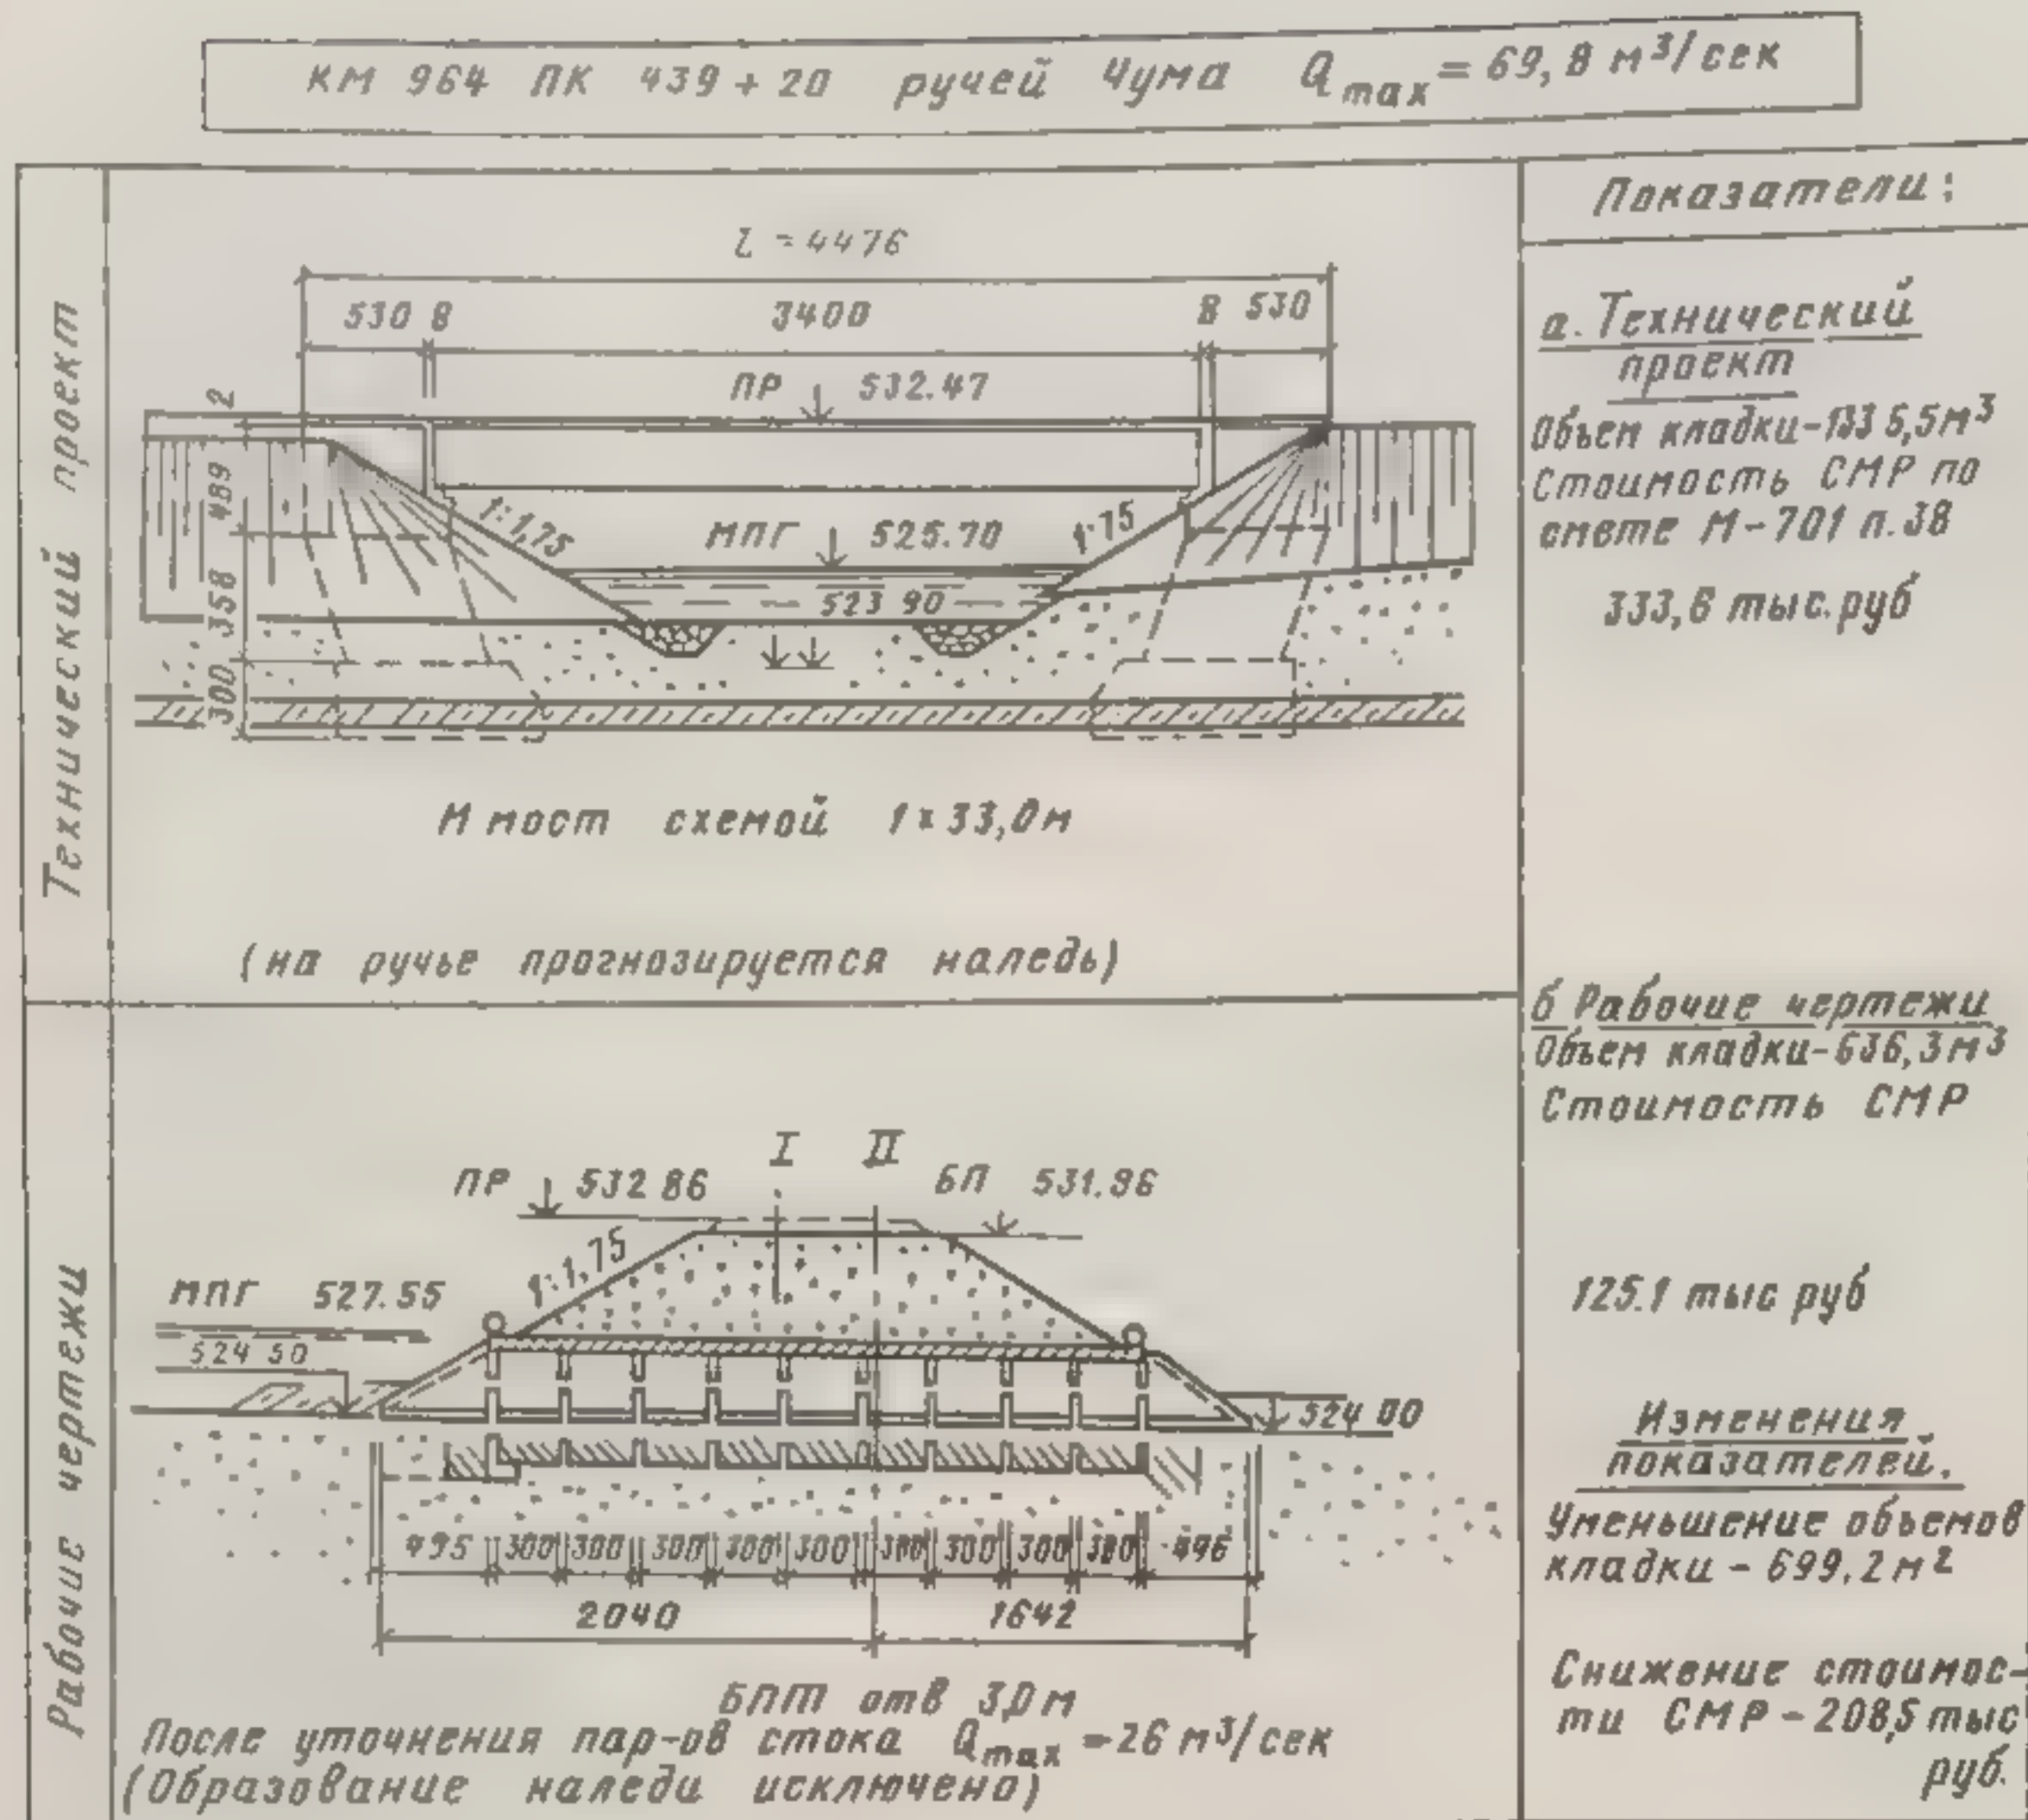 КМ 964 ПК 439 + 20 ручей Чума Qmax = 69,8 м³/сек
Технический проект
l = 4476
530 8 3400 8 530
ПР 532.47
2
489
358
300
1:1,75
МПГ 525.70
1:75
523 90
М мост схемой 1×33,0м
(на ручье прогнозируется наледь)
Показатели:
а. Технический
проект
Объем кладки-1335,5м³
Стоимость СМР по
смете М-701 п.38
333,6 тыс.руб
б Рабочие чертежи
Объем кладки-636,3м³
Стоимость СМР
125.1 тыс руб
Изменения
показателей.
Уменьшение объемов
кладки - 699,2м²
Снижение стоимос-
ти СМР - 208,5 тыс
руб.
Рабочие чертежи
I II
ПР 532 86 БП 531.96
1:1,75
МПГ 527.55
524 50
524 00
495 300 300 300 300 300 300 300 300 300 496
2040 1642
БПТ отв 3,0м
После уточнения пар-ов стока Qmax = 26 м³/сек
(Образование наледи исключено)